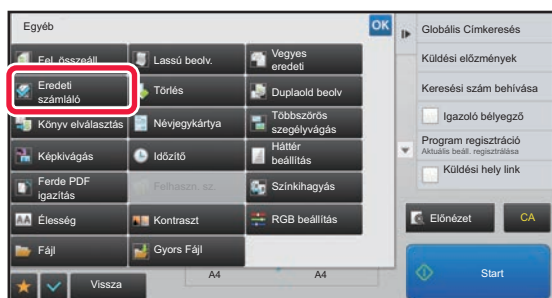 Egyéb
OK
Fel. összeáll.
Lassú beolv.
Vegyes
eredeti
Eredeti
számláló
Törlés
Duplaold beolv
Könyv elválasztás
Névjegykártya
Többszörös
szegélyvágás
Képkivágás
Időzítő
Háttér
beállítás
Ferde PDF
igazítás
Felhaszn. sz.
Színkihagyás
Élesség
Kontraszt
RGB beállítás
Fájl
Gyors Fájl
Vissza
A4
A4
Globális Címkeresés
Küldési előzmények
Keresési szám behívása
Igazoló bélyegző
Program regisztráció
Aktuális beáll. regisztrálása
Küldési hely link
Előnézet
CA
Start